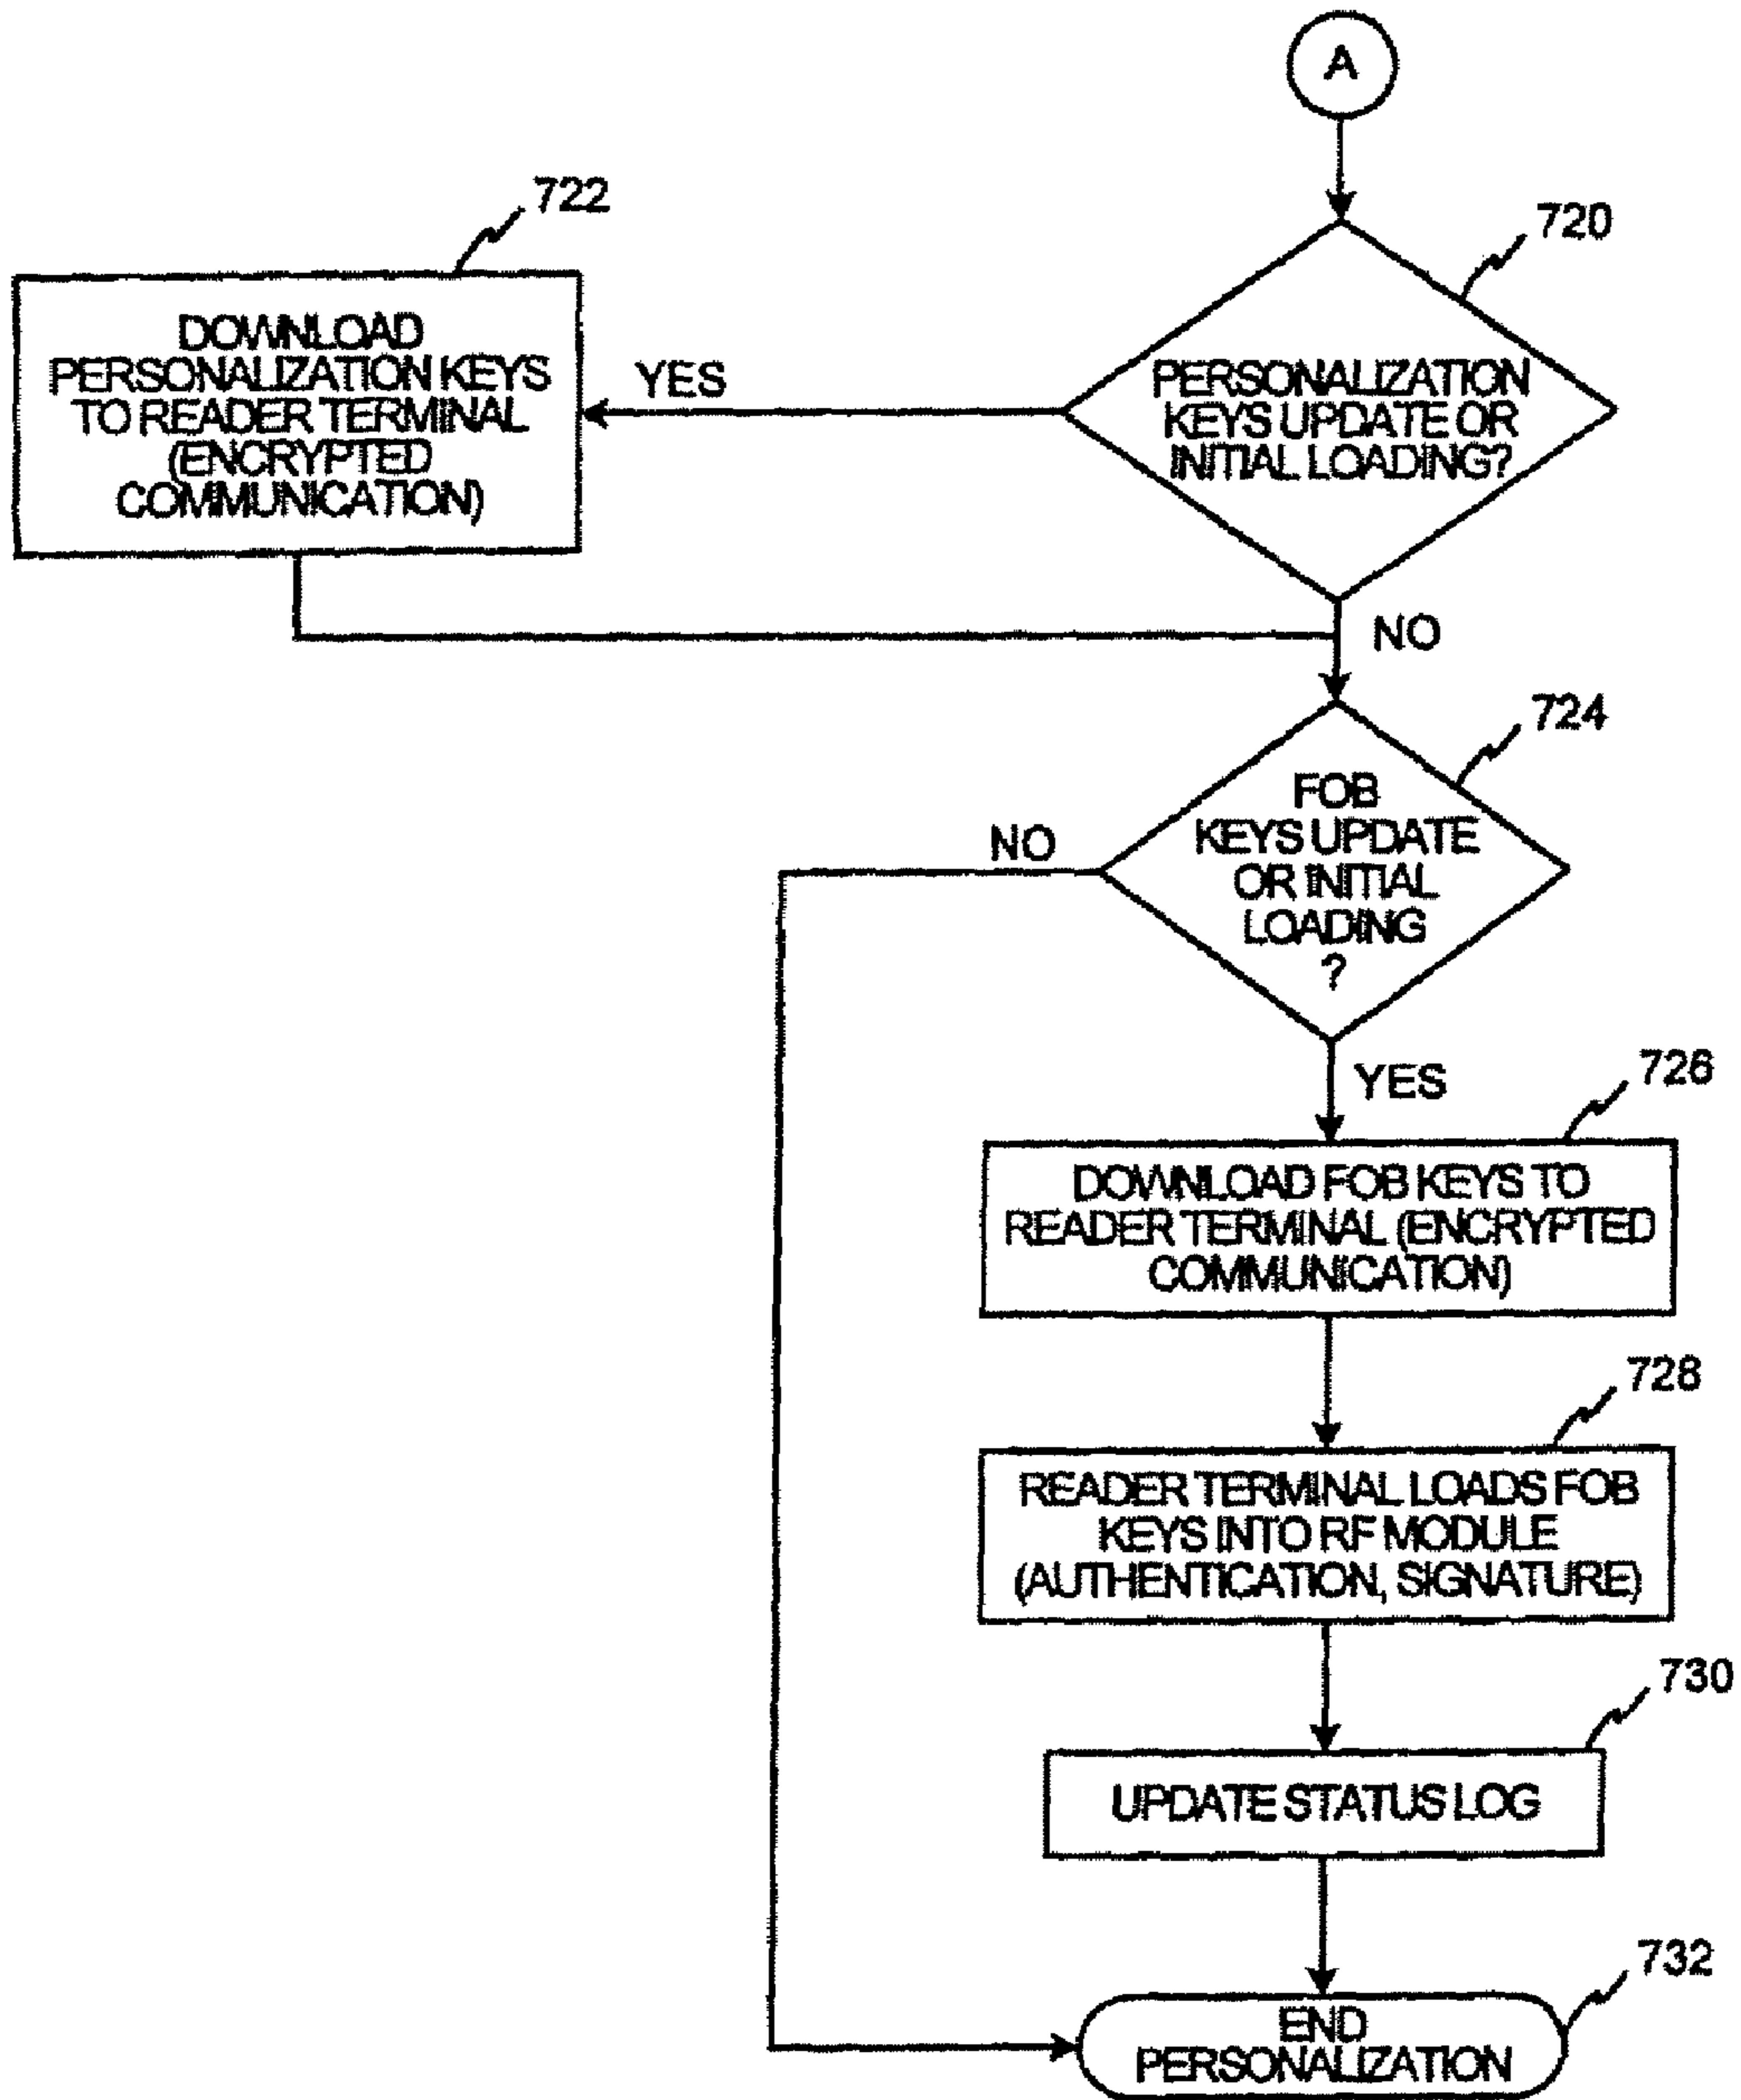 A
720
722
DOWNLOAD
PERSONALIZATION KEYS
TO READER TERMINAL
(ENCRYPTED
COMMUNICATION)
YES
PERSONALIZATION
KEYS UPDATE OR
INITIAL LOADING?
NO
724
FOB
KEYS UPDATE
OR INITIAL
LOADING
?
NO
YES
726
DOWNLOAD FOB KEYS TO
READER TERMINAL (ENCRYPTED
COMMUNICATION)
728
READER TERMINAL LOADS FOB
KEYS INTO RF MODULE
(AUTHENTICATION, SIGNATURE)
730
UPDATE STATUS LOG
732
END
PERSONALIZATION